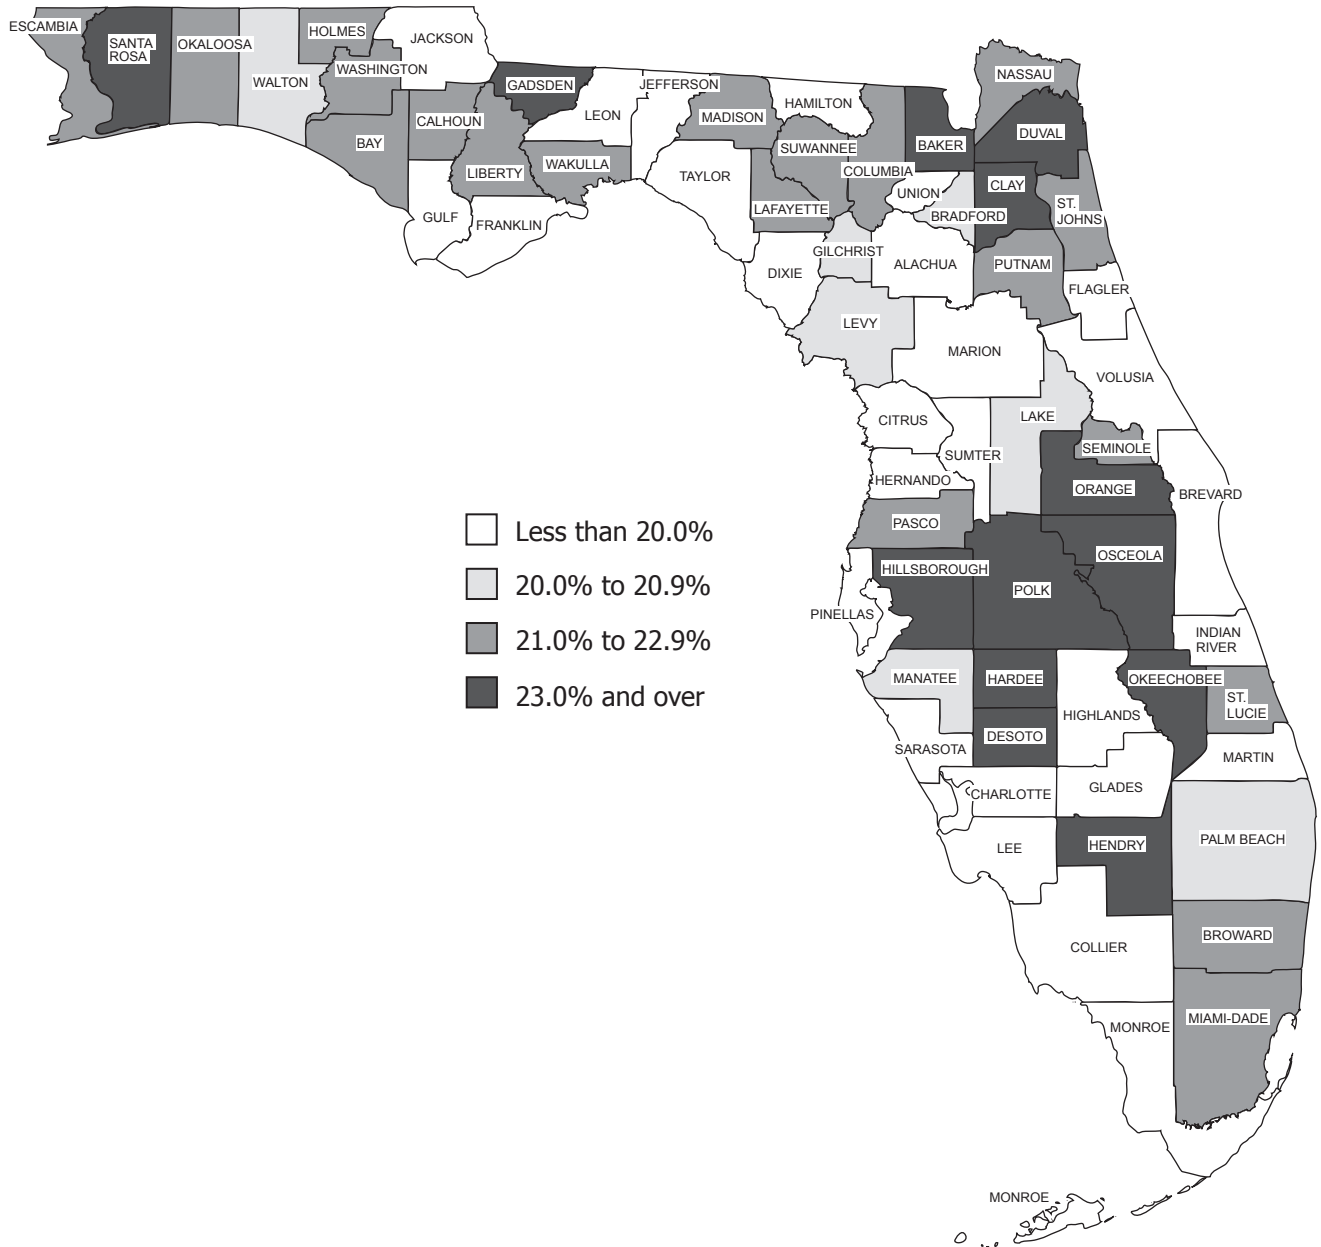 ESCAMBIA
SANTA
ROSA
OKALOOSA
WALTON
HOLMES
WASHINGTON
JACKSON
BAY
CALHOUN
GULF
LIBERTY
GADSDEN
FRANKLIN
LEON
WAKULLA
JEFFERSON
MADISON
TAYLOR
HAMILTON
SUWANNEE
LAFAYETTE
COLUMBIA
BAKER
NASSAU
DUVAL
UNION
BRADFORD
CLAY
ST.
JOHNS
GILCHRIST
DIXIE
ALACHUA
PUTNAM
FLAGLER
LEVY
MARION
VOLUSIA
CITRUS
LAKE
SUMTER
SEMINOLE
HERNANDO
ORANGE
BREVARD
PASCO
Less than 20.0%
20.0% to 20.9%
21.0% to 22.9%
23.0% and over
HILLSBOROUGH
OSCEOLA
POLK
PINELLAS
INDIAN
RIVER
MANATEE
HARDEE
OKEECHOBEE
ST.
LUCIE
HIGHLANDS
DESOTO
SARASOTA
MARTIN
CHARLOTTE
GLADES
LEE
HENDRY
PALM BEACH
BROWARD
COLLIER
MIAMI-DADE
MONROE
MONROE